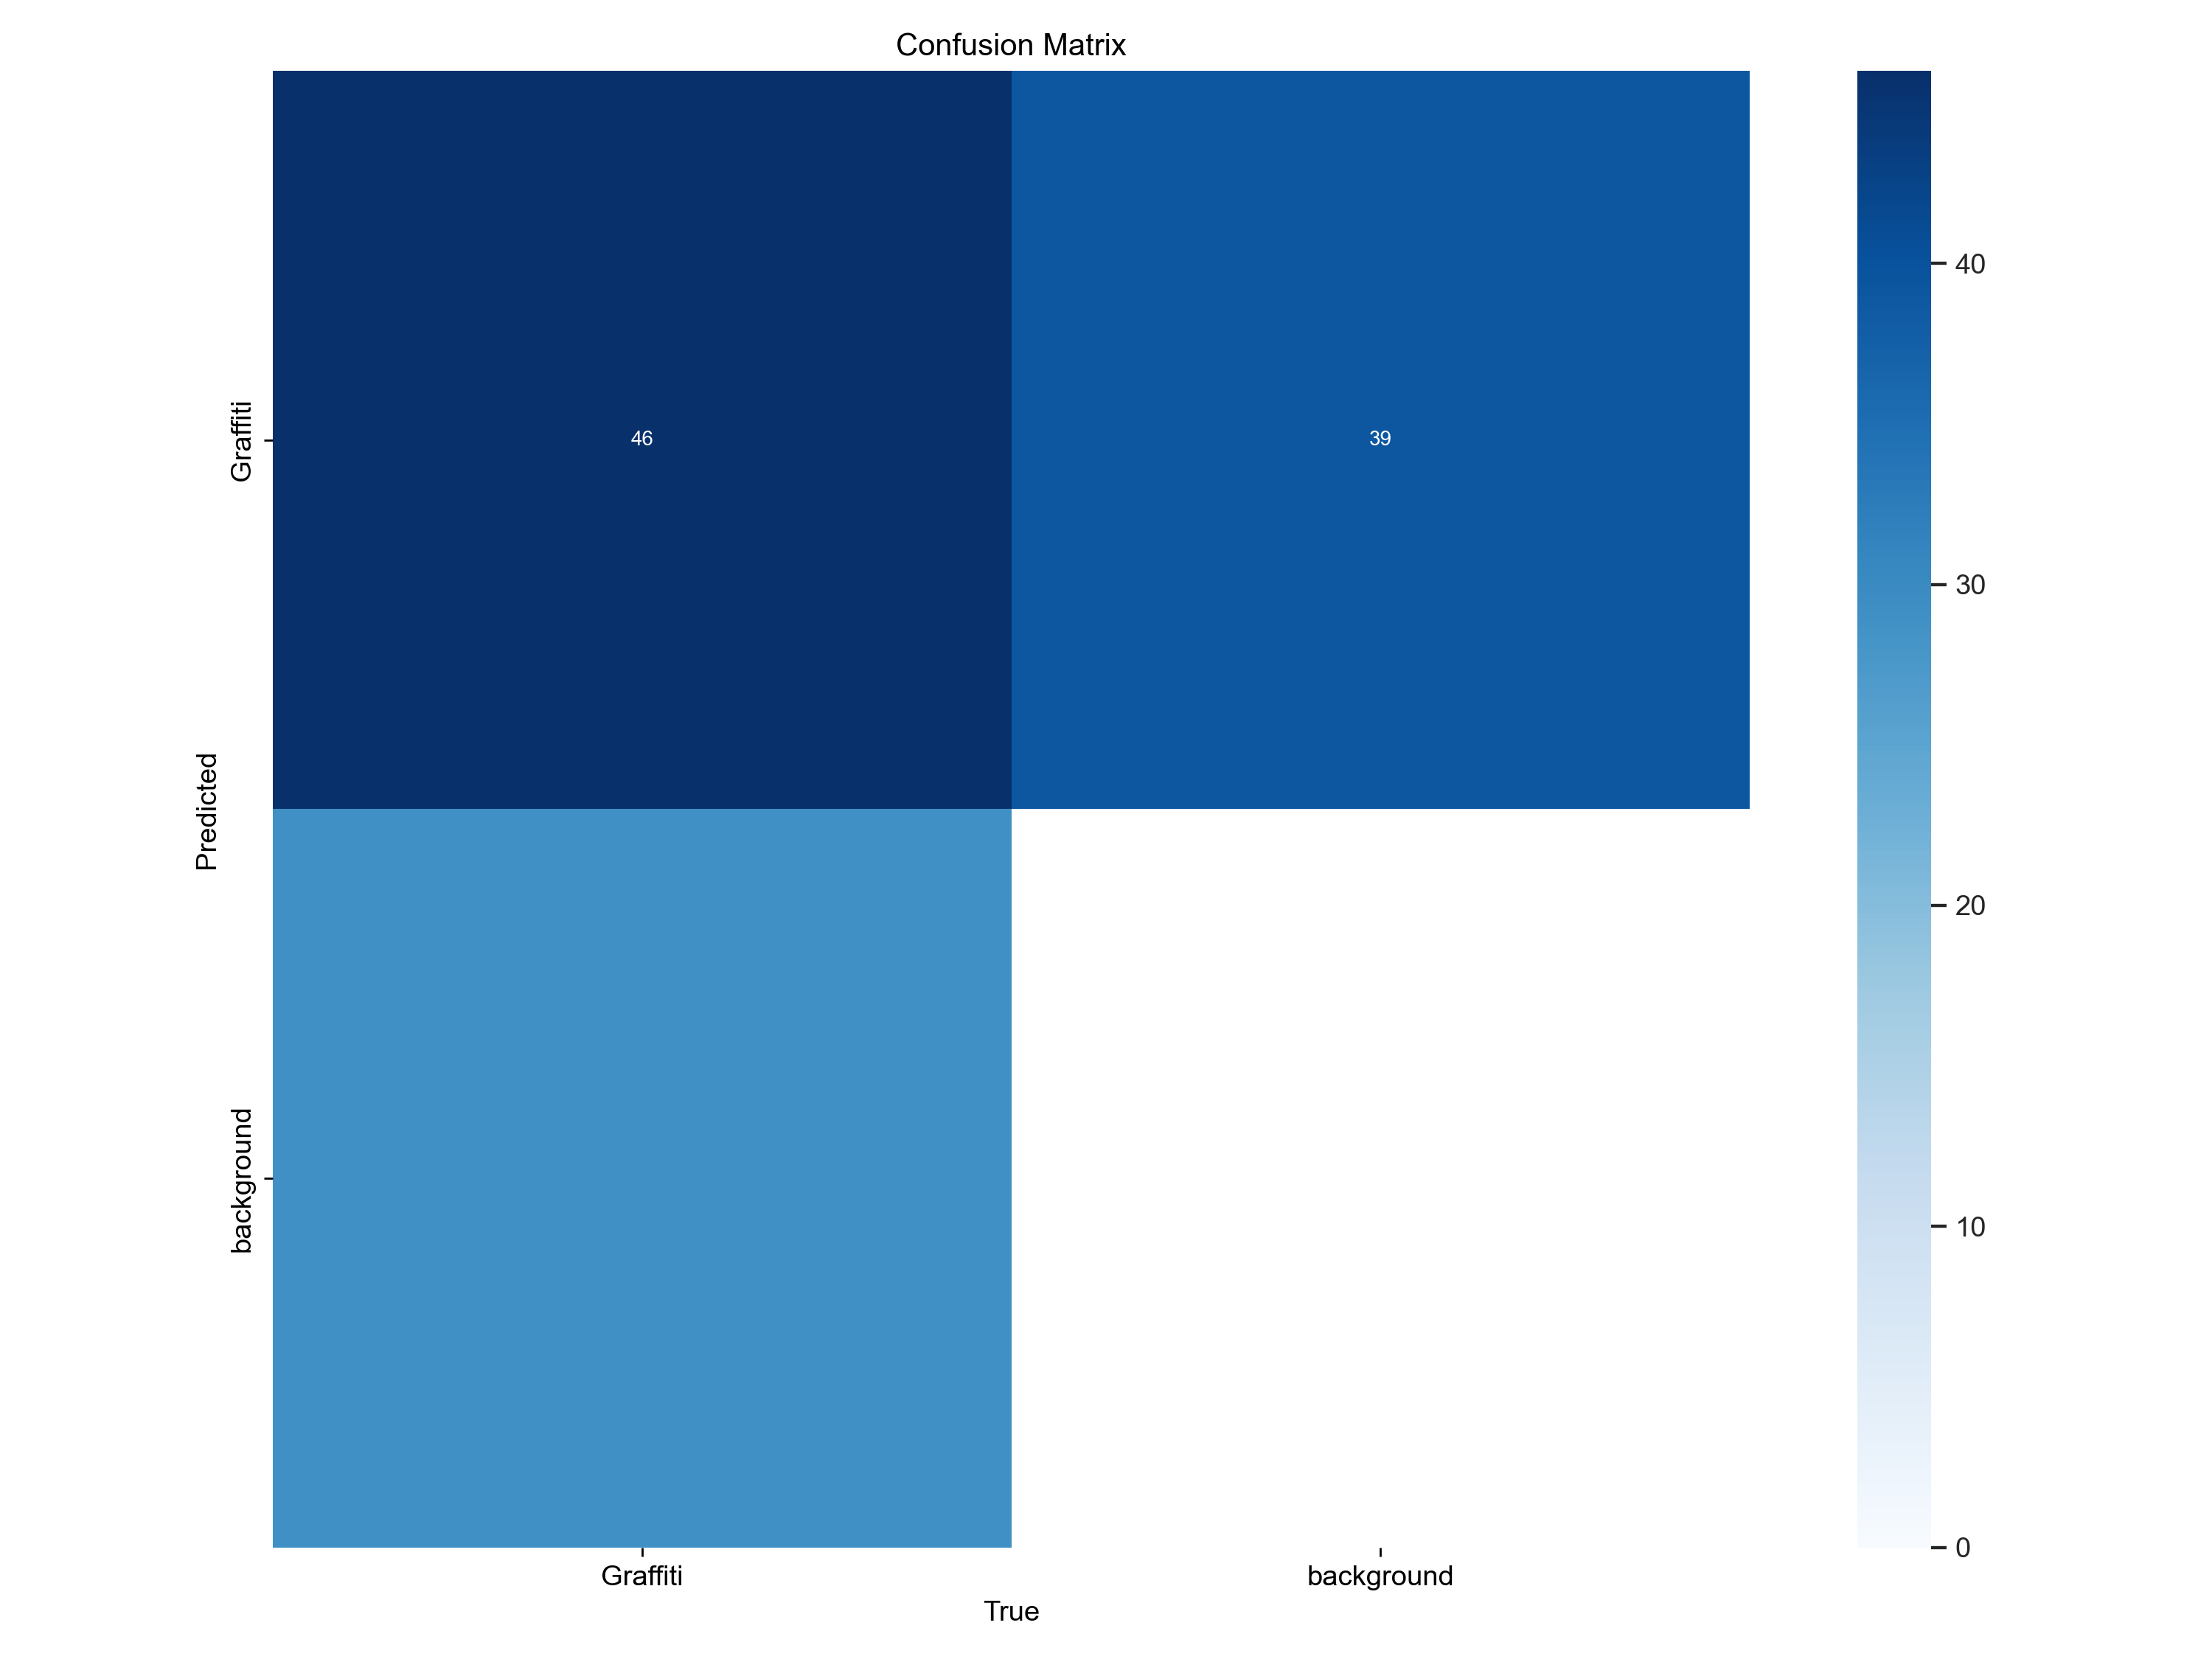 Confusion Matrix
Graffiti
46
39
Predicted
background
Graffiti
background
True
40
30
20
10
0